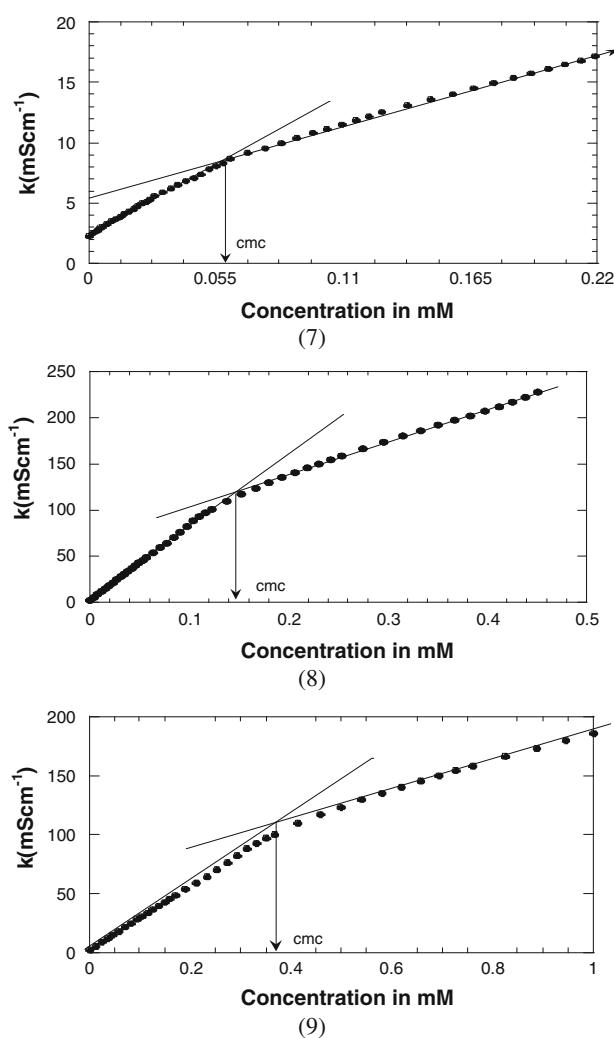 20
15
10
5
0
k(mScm⁻¹)
cmc
0 0.055 0.11 0.165 0.22
Concentration in mM
(7)
250
200
150
100
50
0
k(mScm⁻¹)
cmc
0 0.1 0.2 0.3 0.4 0.5
Concentration in mM
(8)
200
150
100
50
0
k(mScm⁻¹)
cmc
0 0.2 0.4 0.6 0.8 1
Concentration in mM
(9)